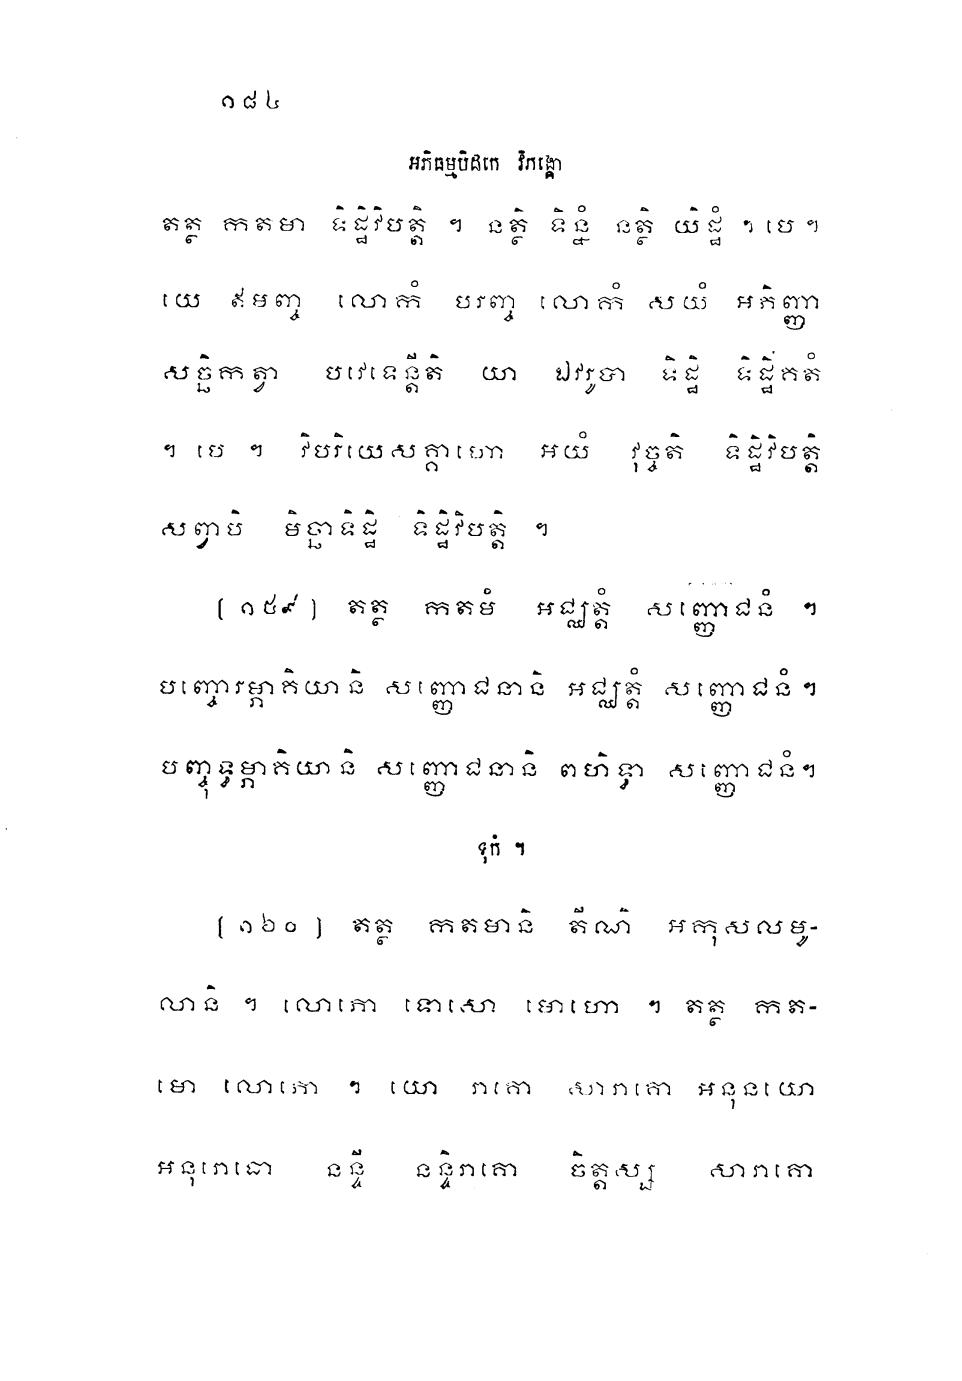 ១៨៤
អភិធម្មបិដកេ វិភង្គោ
តត្ថ កតមា ទិដ្ឋិវិបត្តិ ។ នត្ថិ ទិន្នំ នត្ថិ យិដ្ឋំ ។ បេ ។
យេ ឥមញ្ច លោកំ បរញ្ច លោកំ សយំ អភិញ្ញា
សច្ឆិកត្វា បវេទេន្តីតិ យា ឯវរូបា ទិដ្ឋិ ទិដ្ឋិគតំ
។ បេ ។ វិបរិយេសគ្គាហោ អយំ វុច្ចតិ ទិដ្ឋិវិបត្តិ
សព្វាបិ មិច្ឆាទិដ្ឋិ ទិដ្ឋិវិបត្តិ ។
(១៥៩) តត្ថ កតមំ អជ្ឈត្តំ សញ្ញោជនំ ។
បញ្ចោរម្ភាគិយានិ សញ្ញោជនានិ អជ្ឈត្តំ សញ្ញោជនំ។
បញ្ចុទ្ធម្ភាគិយានិ សញ្ញោជនានិ ពហិទ្ធា សញ្ញោជនំ។
ទុកំ ។
(១៦០) តត្ថ កតមានិ តីណិ អកុសលមូ-
លានិ ។ លោភោ ទោសោ មោហោ ។ តត្ថ កត-
មោ លោភោ ។ យោ រាគោ សារាគោ អនុនយោ
អនុរោធោ នន្ទី នន្ទិរាគោ ចិត្តស្ស សារាគោ